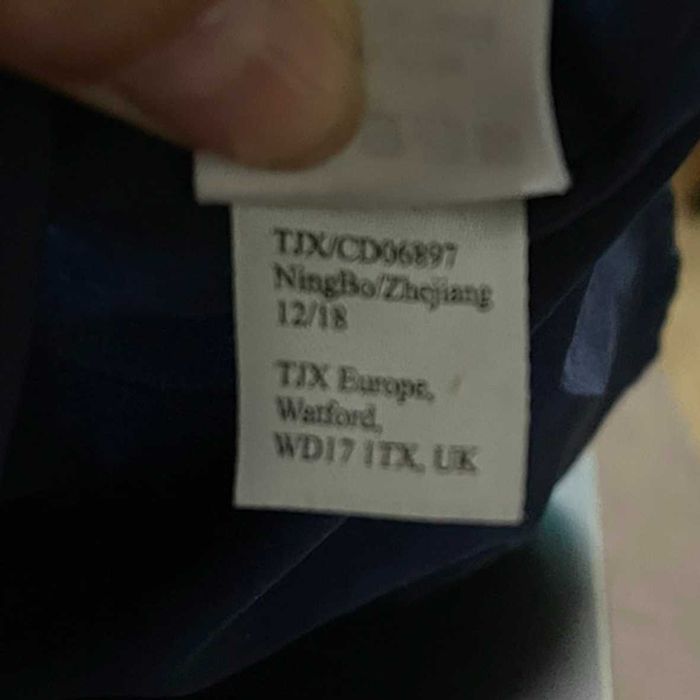 TJX/CD06897
NingBo/Zhejiang
12/18
TJX Europe,
Watford,
WD17 1TX, UK